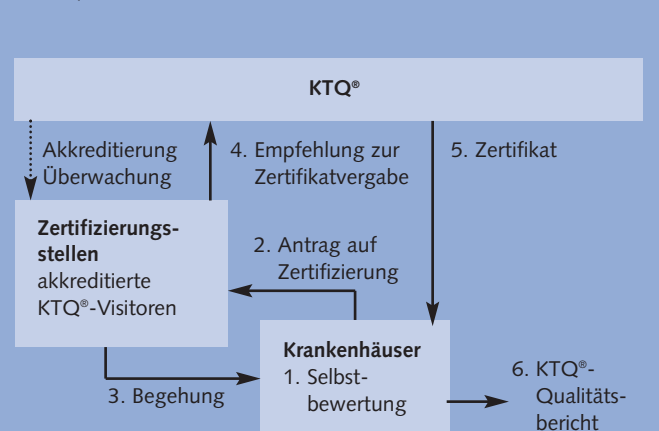 KTQ®
Akkreditierung
Überwachung
4. Empfehlung zur
Zertifikatvergabe
5. Zertifikat
Zertifizierungs-
stellen
akkreditierte
KTQ®-Visitoren
2. Antrag auf
Zertifizierung
3. Begehung
Krankenhäuser
1. Selbst-
bewertung
6. KTQ®-
Qualitäts-
bericht